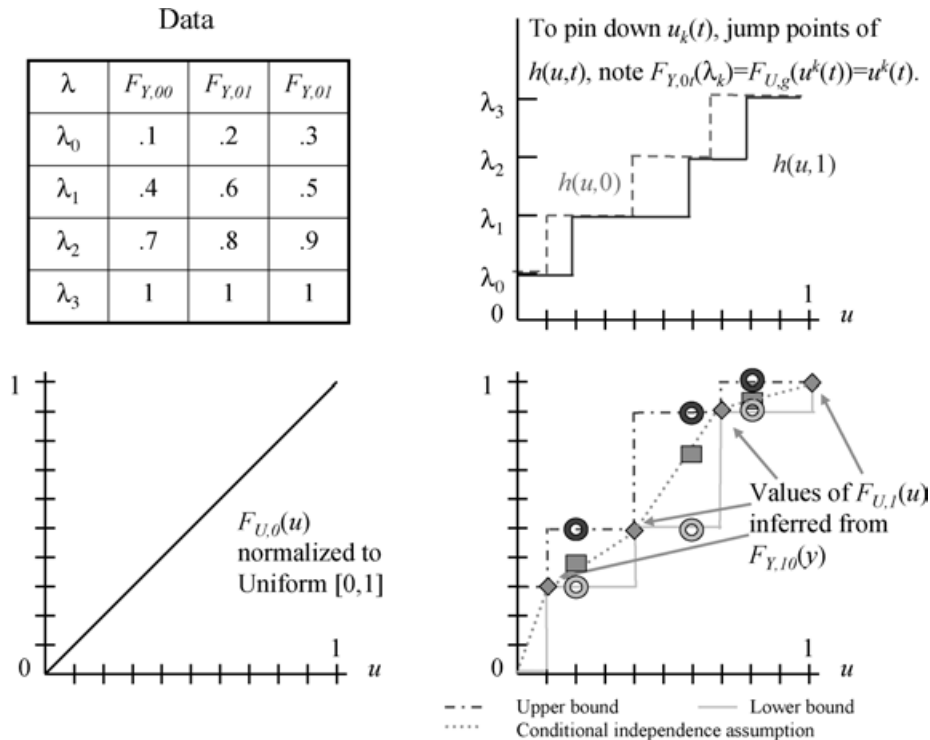 Data
λ F_{Y,00} F_{Y,01} F_{Y,01}
λ₀ .1 .2 .3
λ₁ .4 .6 .5
λ₂ .7 .8 .9
λ₃ 1 1 1
To pin down u_k(t), jump points of
h(u,t), note F_{Y,0t}(λ_k)=F_{U,g}(u^k(t))=u^k(t).
λ₃
λ₂
λ₁
λ₀
0
h(u,0)
h(u,1)
1
u
1
0
F_{U,0}(u)
normalized to
Uniform [0,1]
1
u
1
0
Values of F_{U,1}(u)
inferred from
F_{Y,10}(y)
1
u
Upper bound
Lower bound
Conditional independence assumption